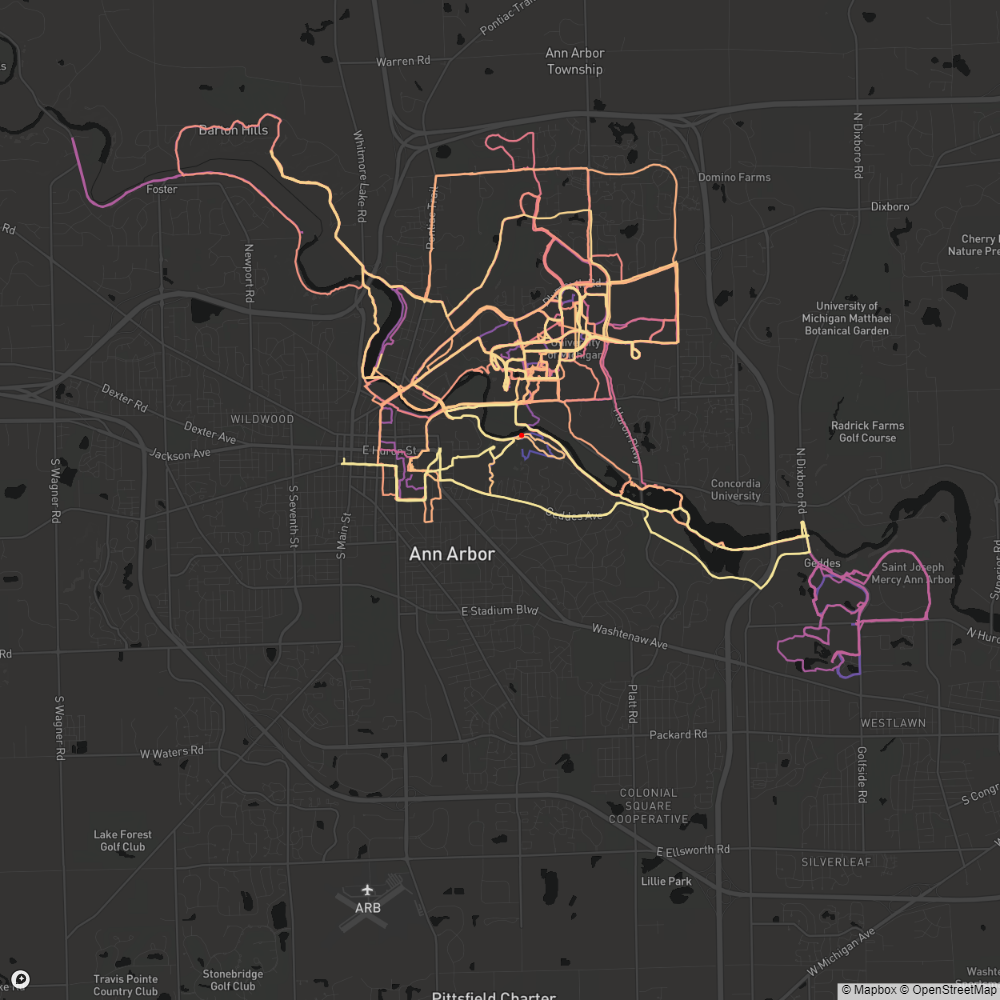 Pontiac Trail
Ann Arbor
Township
Warren Rd
N Dixboro Rd
Barton Hills
Whitmore Lake Rd
Domino Farms
Foster
Pontiac Trail
Dixboro
Rd
Newport Rd
Cherry
Nature Pre
University of
Michigan Matthaei
Botanical Garden
University
of Michigan
Dexter Rd
WILDWOOD
Dexter Ave
Huron Pkwy
Radrick Farms
Golf Course
Jackson Ave
E Huron St
S Wagner Rd
S Seventh St
S Main St
Concordia
University
N Dixboro Rd
Geddes Ave
Ann Arbor
Geddes
Saint Joseph
Mercy Ann Arbor
Superior Rd
E Stadium Blvd
Washtenaw Ave
N Huro
Rd
S Wagner Rd
Platt Rd
WESTLAWN
Packard Rd
W Waters Rd
Golfside Rd
COLONIAL
SQUARE
COOPERATIVE
S Cong
Lake Forest
Golf Club
E Ellsworth Rd
SILVERLEAF
Lillie Park
ARB
W Michigan Ave
Travis Pointe
Country Club
Stonebridge
Golf Club
Washte
Pittsfield Charter
© Mapbox © OpenStreetMap